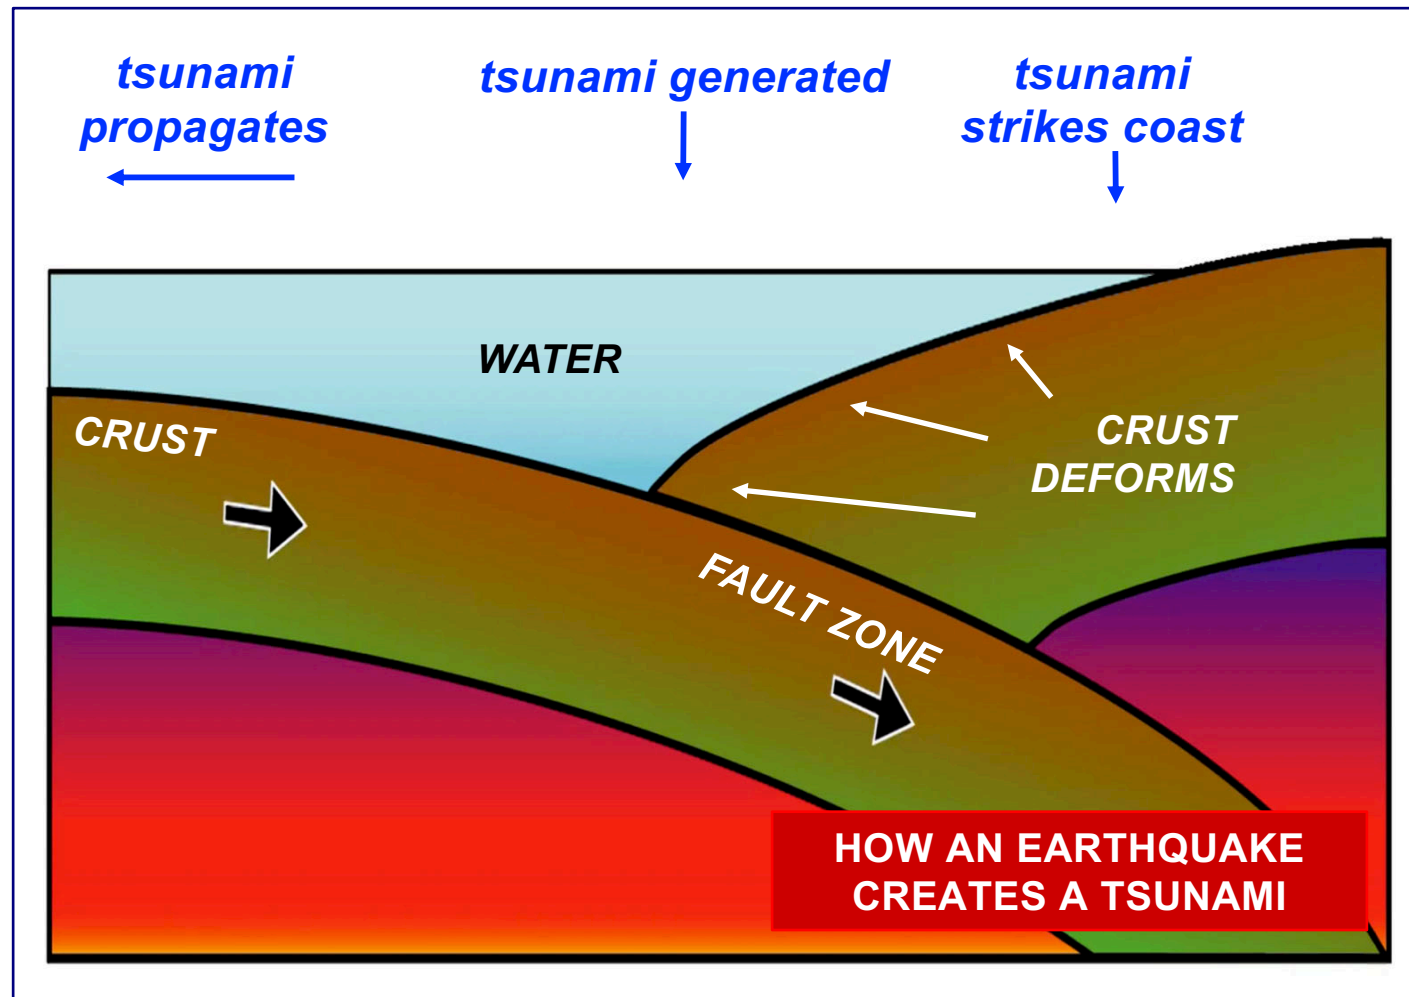 tsunami
propagates
tsunami generated
tsunami
strikes coast
WATER
CRUST
CRUST
DEFORMS
FAULT ZONE
HOW AN EARTHQUAKE
CREATES A TSUNAMI